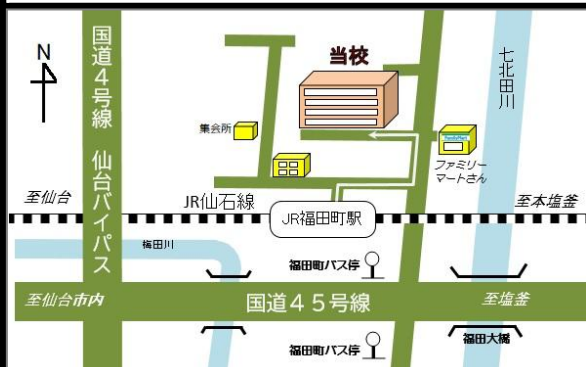 N
国道4号線 仙台バイパス
当校
七北田川
集会所
FamilyMart
ファミリー
マートさん
至仙台
JR仙石線
JR福田町駅
至本塩釜
梅田川
福田町バス停
至仙台市内
国道45号線
至塩釜
福田町バス停
福田大橋